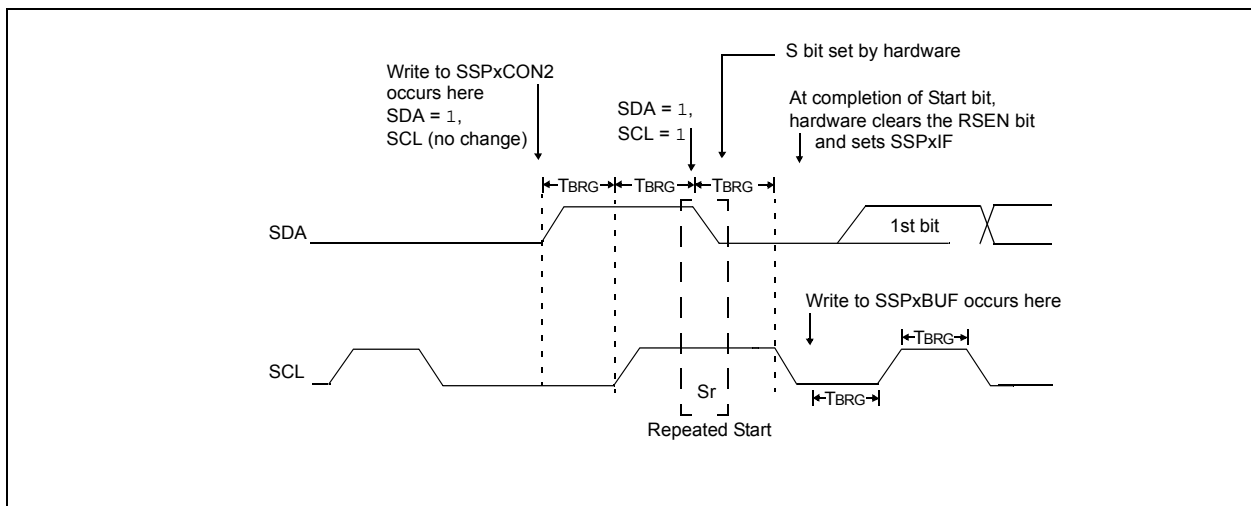 S bit set by hardware
Write to SSPxCON2
occurs here
SDA = 1,
SCL (no change)
SDA = 1,
SCL = 1
At completion of Start bit,
hardware clears the RSEN bit
and sets SSPxIF
TBRG
TBRG
TBRG
SDA
1st bit
Write to SSPxBUF occurs here
TBRG
SCL
Sr
TBRG
Repeated Start